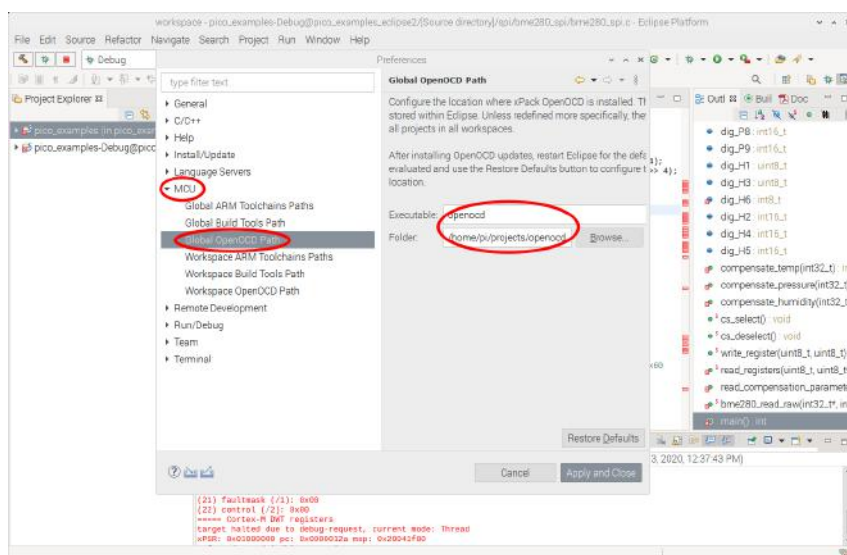 workspace - pico_examples-Debug@pico_examples_eclipse2/[Source directory]/spi/bme280_spi/bme280_spi.c - Eclipse Platform
File Edit Source Refactor Navigate Search Project Run Window Help
Debug
Preferences
type filter text
Global OpenOCD Path
Project Explorer
pico_examples (in pico_exam
pico_examples-Debug@picc
General
C/C++
Help
Install/Update
Language Servers
MCU
Global ARM Toolchains Paths
Global Build Tools Path
Global OpenOCD Path
Workspace ARM Toolchains Paths
Workspace Build Tools Path
Workspace OpenOCD Path
Remote Development
Run/Debug
Team
Terminal
Configure the location where xPack OpenOCD is installed. Th
stored within Eclipse. Unless redefined more specifically, the
all projects in all workspaces.
After installing OpenOCD updates, restart Eclipse for the defa
evaluated and use the Restore Defaults button to configure t
location.
Executable: openocd
Folder: /home/pi/projects/openocd
Browse...
Restore Defaults
Cancel
Apply and Close
4);
>> 4);
x60
Outl
Buil
Doc
dig_P8 : int16_t
dig_P9 : int16_t
dig_H1 : uint8_t
dig_H3 : uint8_t
dig_H6 : int8_t
dig_H2 : int16_t
dig_H4 : int16_t
dig_H5 : int16_t
compensate_temp(int32_t) : in
compensate_pressure(int32_t
compensate_humidity(int32_t
cs_select() : void
cs_deselect() : void
write_register(uint8_t, uint8_t)
read_registers(uint8_t, uint8_t
read_compensation_paramete
bme280_read_raw(int32_t*, in
main() : int
3, 2020, 12:37:43 PM)
(21) faultmask (/1): 0x00
(22) control (/2): 0x00
===== Cortex-M DWT registers
target halted due to debug-request, current mode: Thread
xPSR: 0x01000000 pc: 0x0000012a msp: 0x20041f00